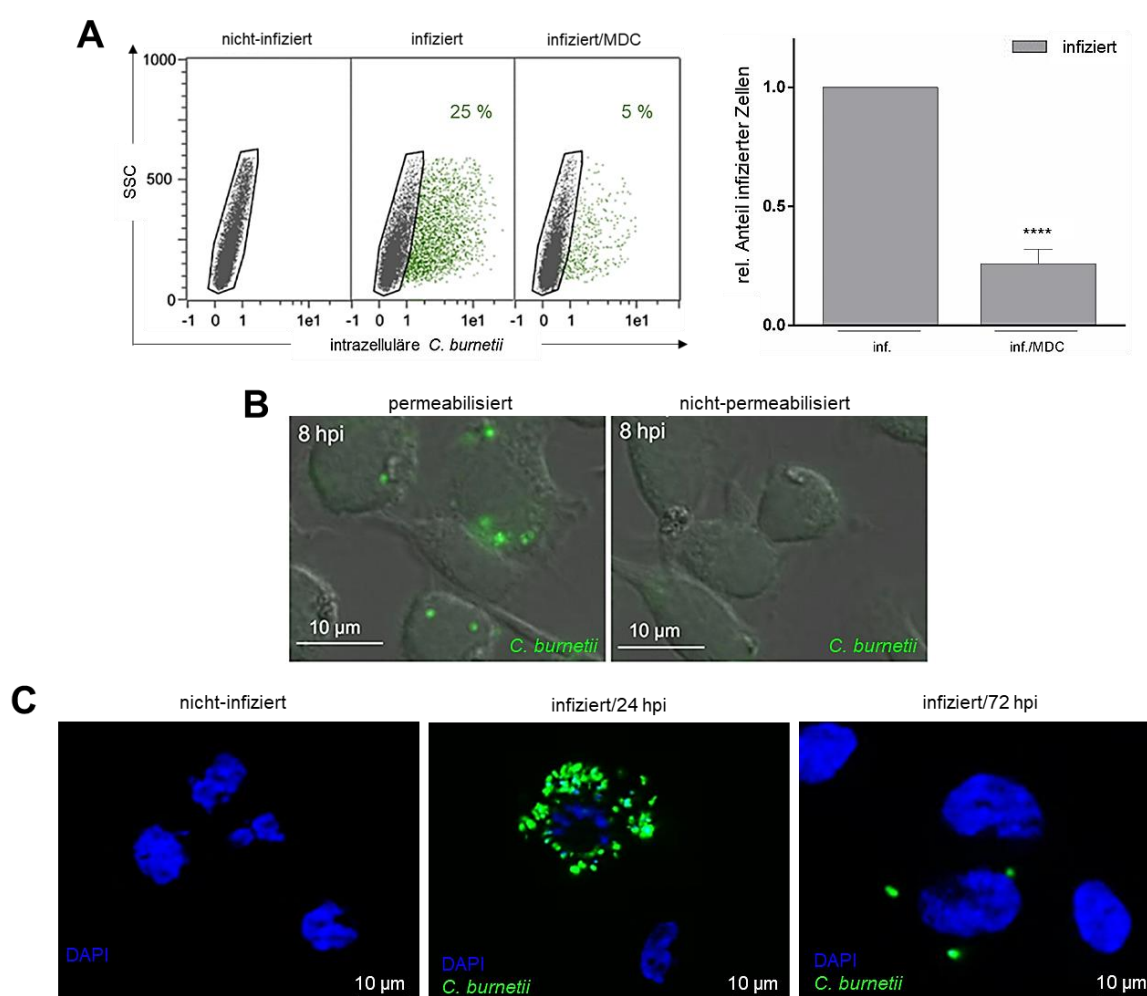 A
nicht-infiziert
infiziert
infiziert/MDC
1000
500
0
SSC
25 %
5 %
-1 0 1 1e1
-1 0 1 1e1
-1 0 1 1e1
intrazelluläre C. burnetii
infiziert
rel. Anteil infizierter Zellen
1.0
0.5
0.0
****
inf.
inf./MDC
B
permeabilisiert
nicht-permeabilisiert
8 hpi
8 hpi
10 µm
C. burnetii
10 µm
C. burnetii
C
nicht-infiziert
infiziert/24 hpi
infiziert/72 hpi
DAPI
10 µm
DAPI
C. burnetii
10 µm
DAPI
C. burnetii
10 µm